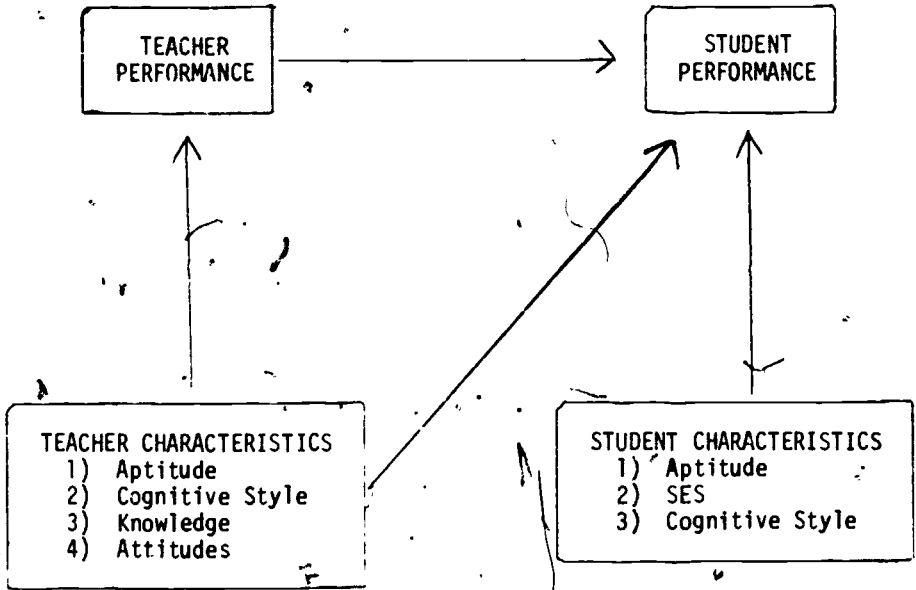 TEACHER
PERFORMANCE
STUDENT
PERFORMANCE
TEACHER CHARACTERISTICS
1) Aptitude
2) Cognitive Style
3) Knowledge
4) Attitudes
STUDENT CHARACTERISTICS
1) Aptitude
2) SES
3) Cognitive Style